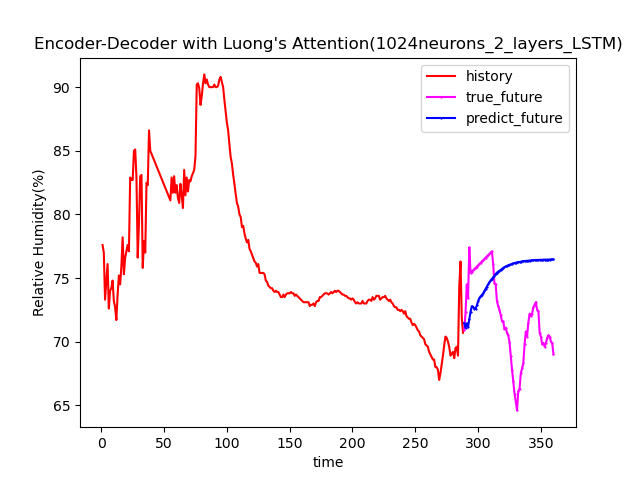 Encoder-Decoder with Luong's Attention(1024neurons_2_layers_LSTM)
history
true_future
predict_future
Relative Humidity(%)
90
85
80
75
70
65
0 50 100 150 200 250 300 350
time